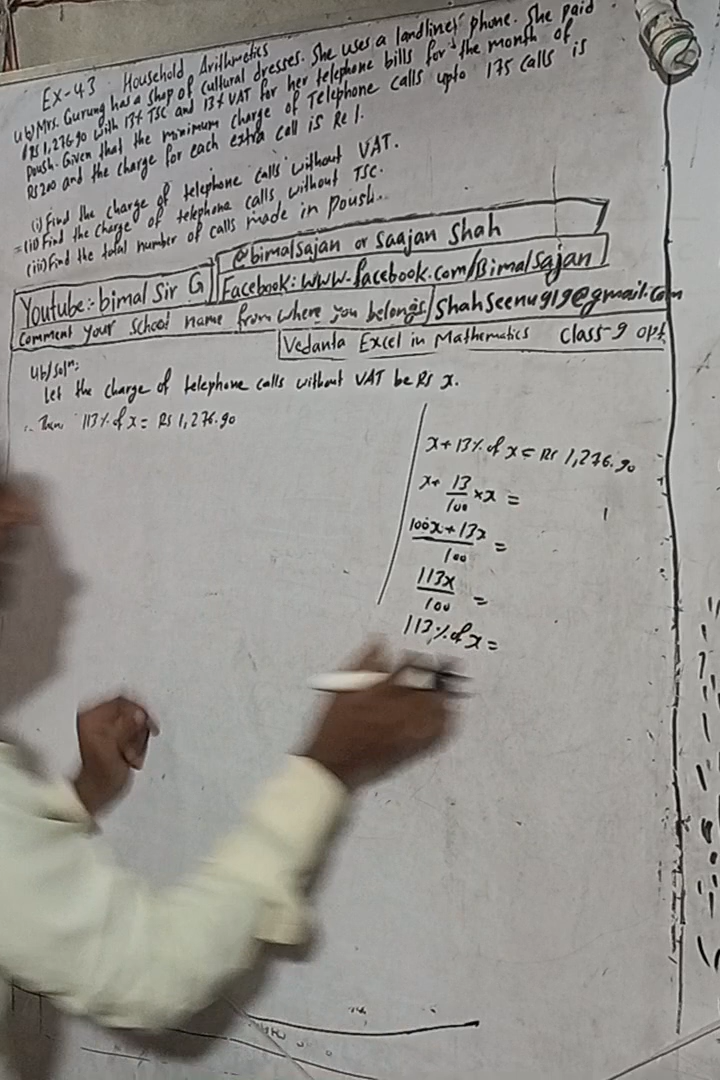 Ex-4.3 Household Arithmetics
4b) Mrs. Gurung has a shop of cultural dresses. She uses a landline phone. She paid
Rs 1,276.90 with 13% TSC and 13% VAT for her telephone bills for the month of
Poush. Given that the minimum charge of Telephone calls upto 175 calls is
Rs 200 and the charge for each extra call is Re 1.
(i) Find the charge of telephone calls without VAT.
(ii) Find the charge of telephone calls without TSC.
(iii) Find the total number of calls made in Poush.
@bimalsajan or Saajan Shah
Youtube:- bimal Sir G
Facebook: www.facebook.com/Bimalsajan
Comment your school name from where you belongs.
Shahseenu919@gmail.com
Vedanta Excel in Mathematics Class-9 opt
4b/Solⁿ:
Let the charge of telephone calls without VAT be Rs x.
∴ Then 113% of x = Rs 1,276.90
x + 13% of x = Rs 1,276.90
x + 13/100 × x =
100x + 13x/100 =
113x/100 =
113% of x =